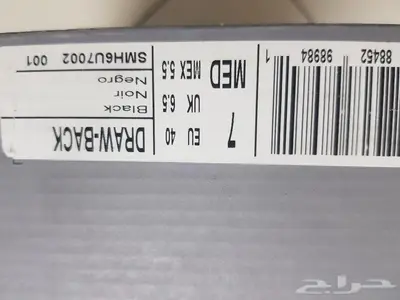 DRAW-BACK
Black
Noir
Negro
SMH6U7002 001
7 EU 40
UK 6.5
MED MEX 5.5
88452 98984 1
حراج